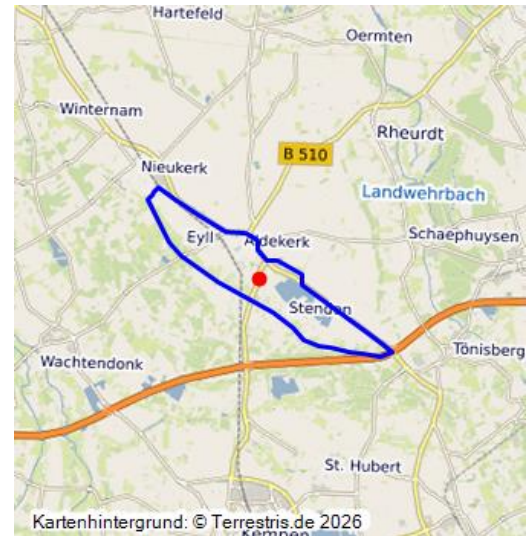 Hartefeld
Oermten
Winternam
B 510
Rheurdt
Nieukerk
Landwehrbach
Eyll
Aldekerk
Schaephuysen
Stenden
Wachtendonk
Tönisberg
St. Hubert
Kempen
Kartenhintergrund: © Terrestris.de 2026